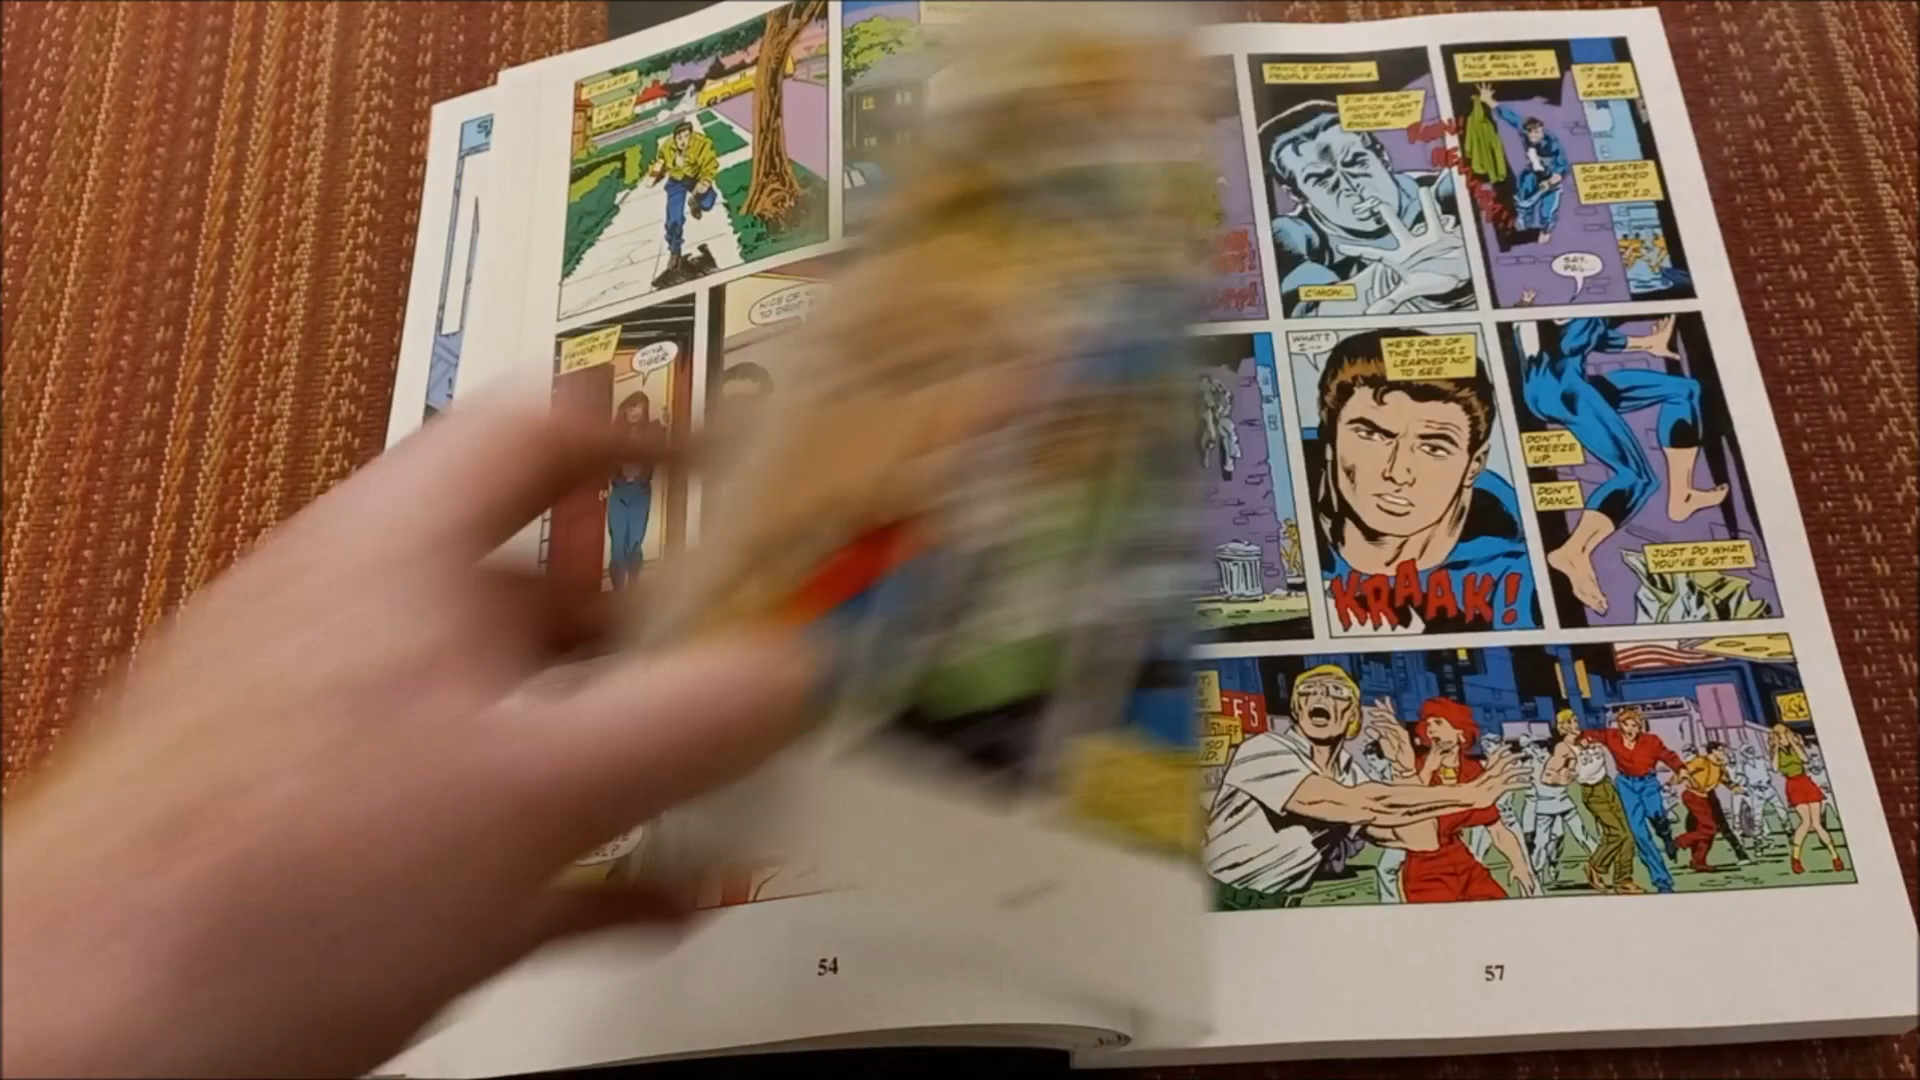 I'M LATE.
I'M SO
LATE.
WITH MY
FAVORITE
GIRL.
HIYA,
TIGER.
NICE OF
TO DROP
54
PANIC STARTING.
PEOPLE SCREAMING.
I'M IN SLOW
MOTION. CAN'T
MOVE FAST
ENOUGH.
C'MON...
I'VE BEEN ON
THIS WALL AN
HOUR, HAVEN'T I?
OR HAS
IT BEEN
A FEW
SECONDS?
SO BLASTED
CONCERNED
WITH MY
SECRET I.D...
SAY,
PAL...
WHAT?
I--
HE'S ONE OF
THE THINGS I
LEARNED NOT
TO SEE.
KRAAK!
DON'T
FREEZE
UP.
DON'T
PANIC.
JUST DO WHAT
YOU'VE GOT TO.
STUFF
SO
57